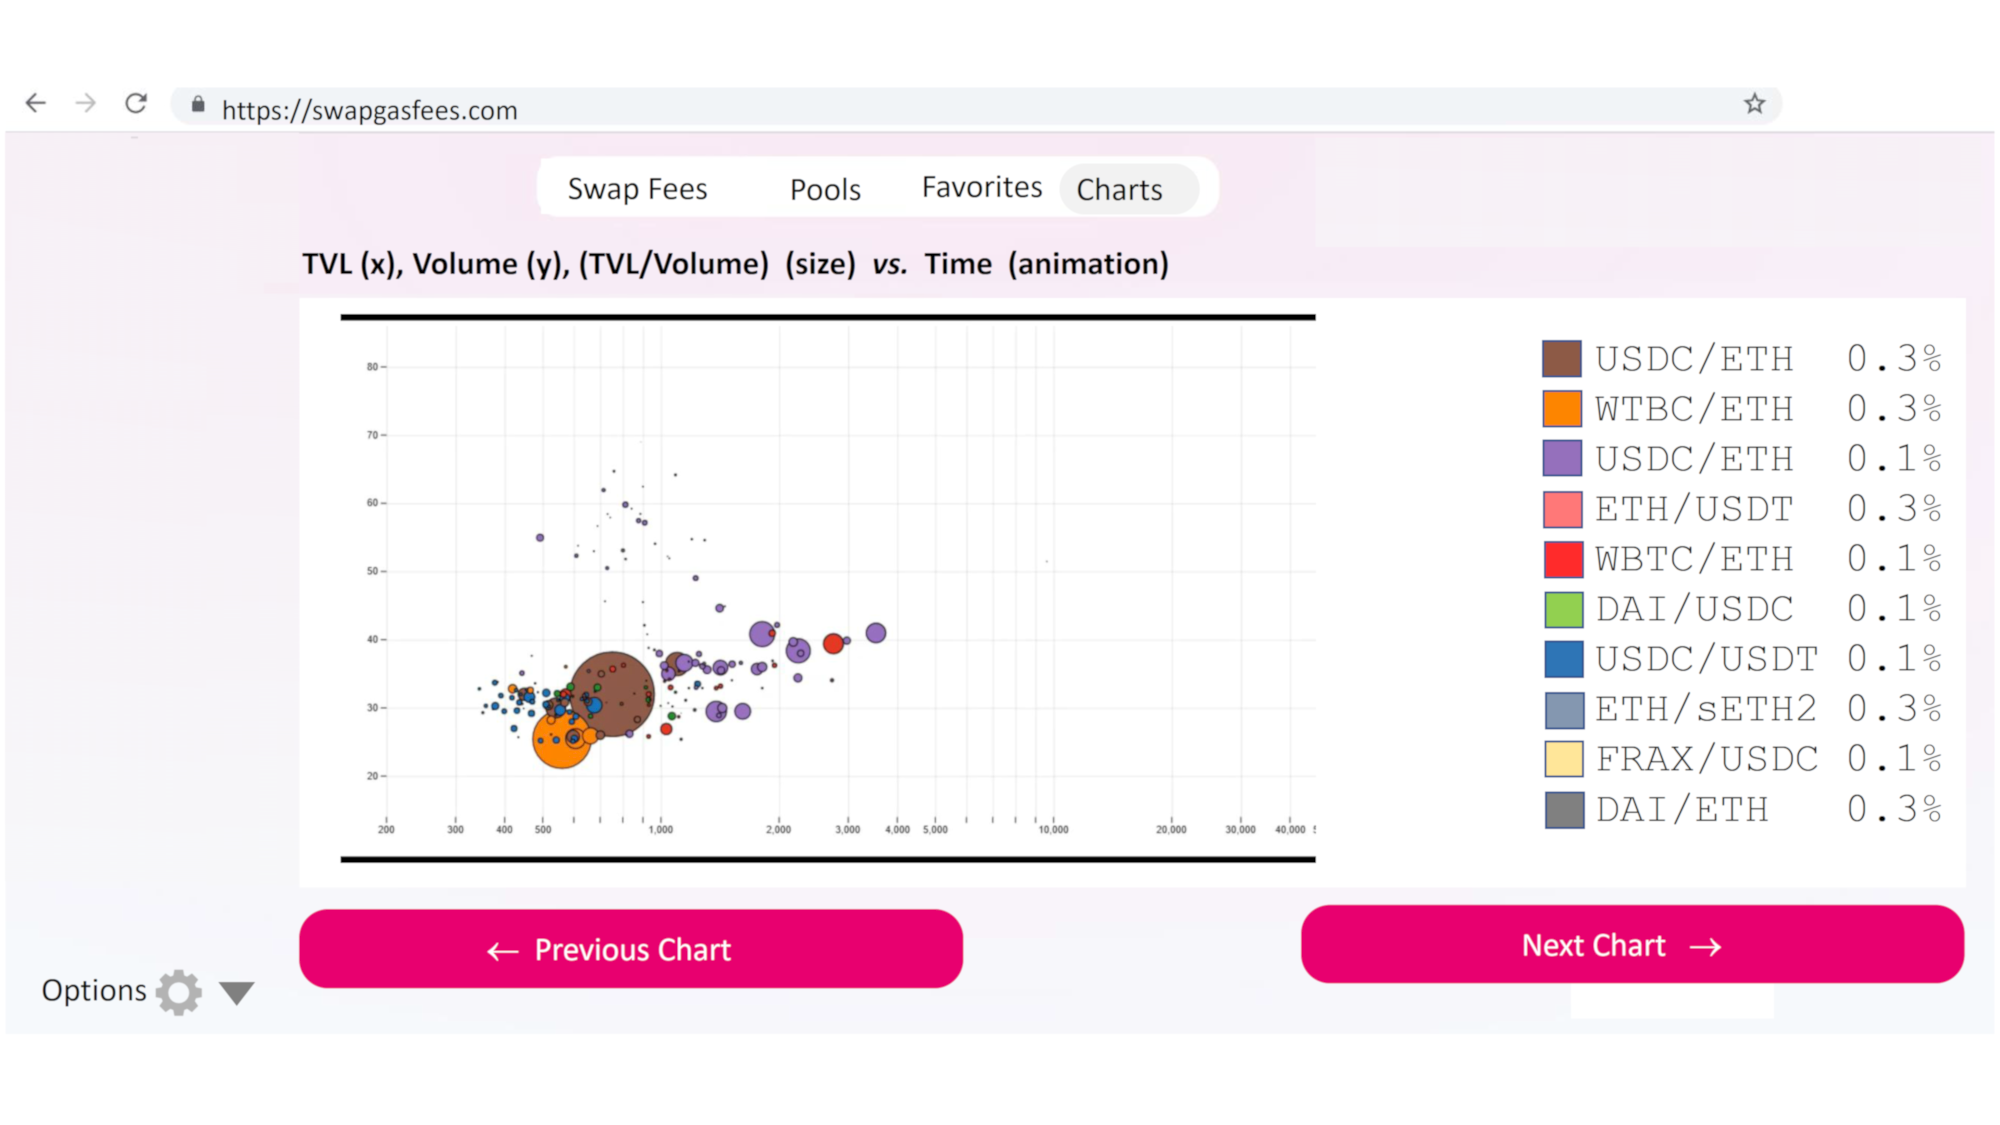 https://swapgasfees.com
Swap Fees Pools Favorites Charts
TVL (x), Volume (y), (TVL/Volume) (size) vs. Time (animation)
80
70
60
50
40
30
20
200 300 400 500 1,000 2,000 3,000 4,000 5,000 10,000 20,000 30,000 40,000
USDC/ETH 0.3%
WTBC/ETH 0.3%
USDC/ETH 0.1%
ETH/USDT 0.3%
WBTC/ETH 0.1%
DAI/USDC 0.1%
USDC/USDT 0.1%
ETH/sETH2 0.3%
FRAX/USDC 0.1%
DAI/ETH 0.3%
← Previous Chart
Next Chart →
Options